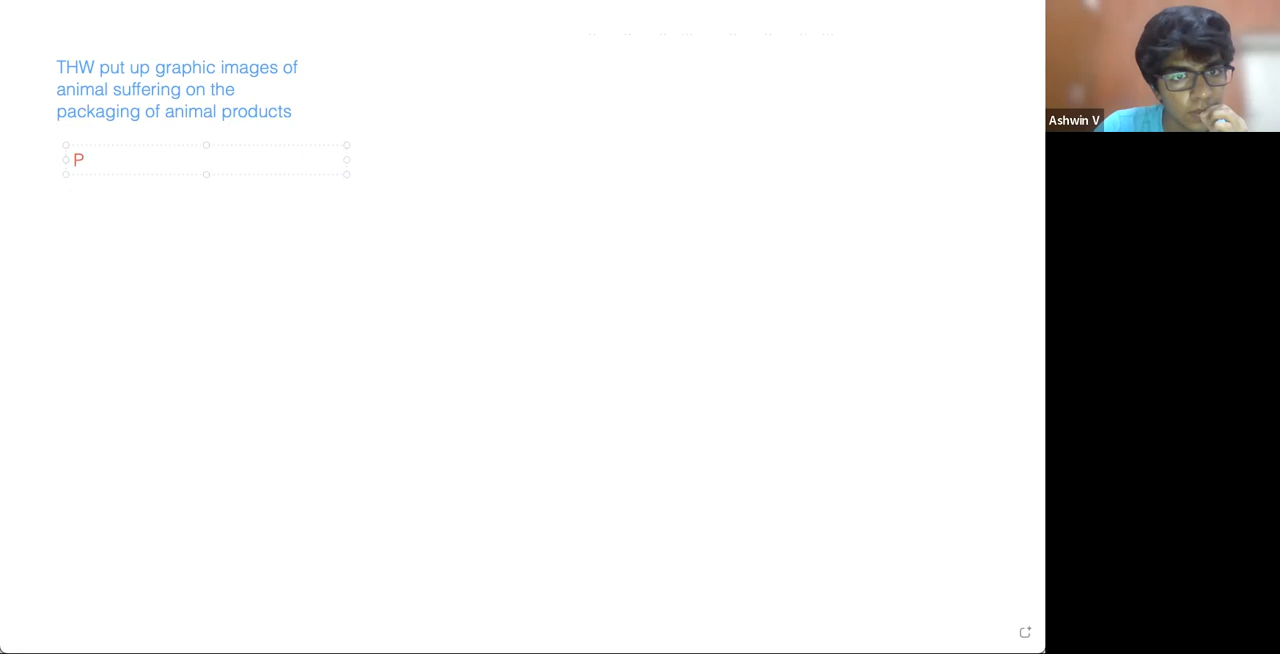 THW put up graphic images of
animal suffering on the
packaging of animal products
P
Ashwin V